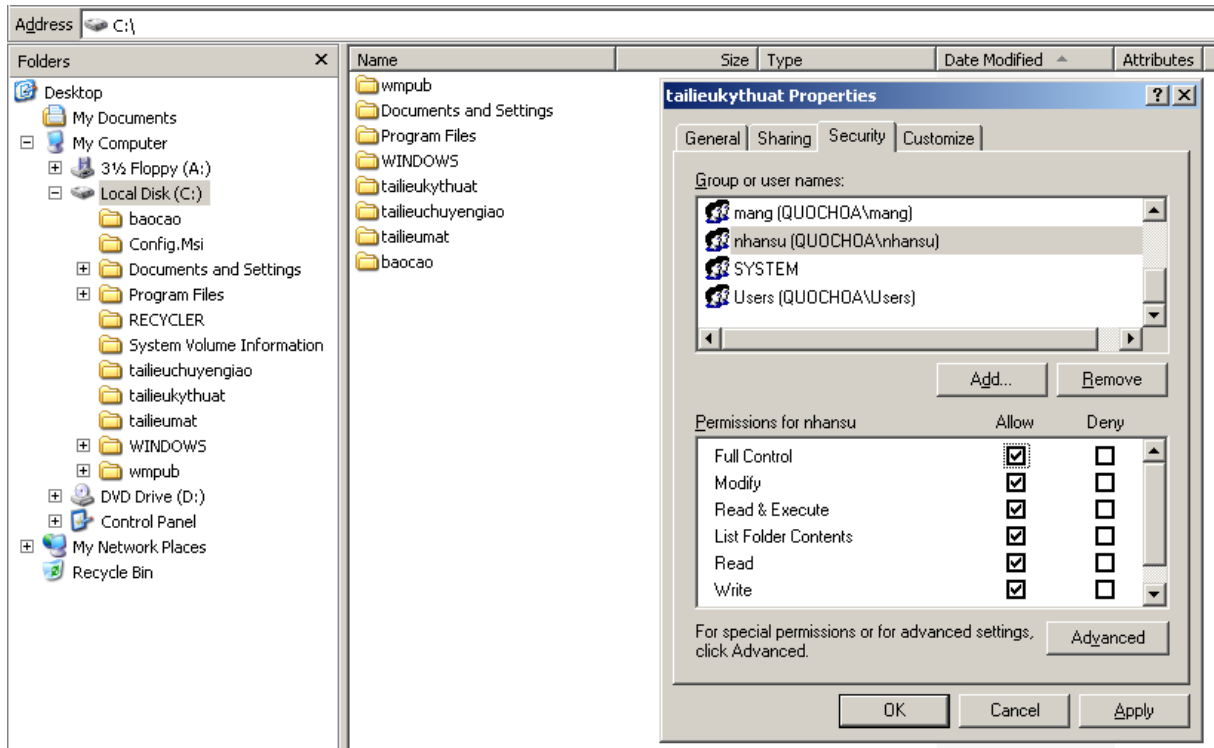 Address C:\
Folders
Desktop
My Documents
My Computer
3½ Floppy (A:)
Local Disk (C:)
baocao
Config.Msi
Documents and Settings
Program Files
RECYCLER
System Volume Information
tailieuchuyengiao
tailieukythuat
tailieumat
WINDOWS
wmpub
DVD Drive (D:)
Control Panel
My Network Places
Recycle Bin
Name Size Type Date Modified Attributes
wmpub
Documents and Settings
Program Files
WINDOWS
tailieukythuat
tailieuchuyengiao
tailieumat
baocao
tailieukythuat Properties
General Sharing Security Customize
Group or user names:
mang (QUOCHOA\mang)
nhansu (QUOCHOA\nhansu)
SYSTEM
Users (QUOCHOA\Users)
Add... Remove
Permissions for nhansu Allow Deny
Full Control
Modify
Read & Execute
List Folder Contents
Read
Write
For special permissions or for advanced settings,
click Advanced.
Advanced
OK Cancel Apply